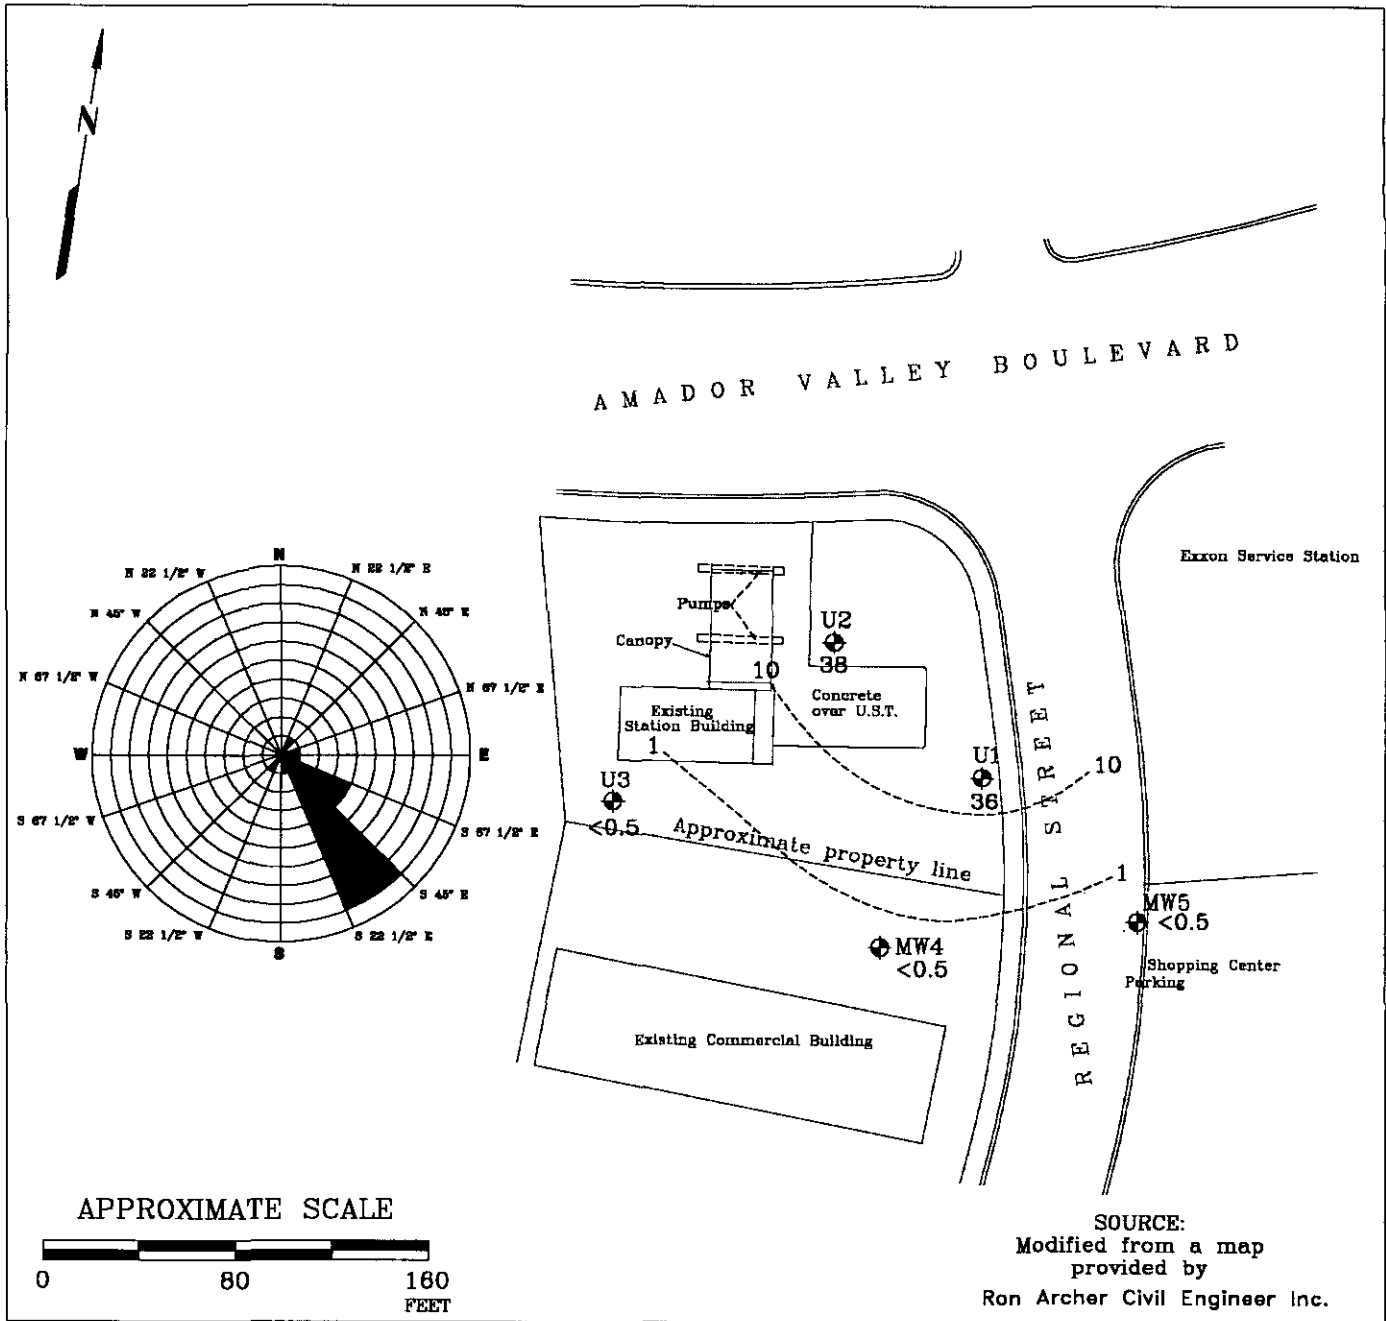 N
AMADOR VALLEY BOULEVARD
Exxon Service Station
N
N 22 1/2° W
N 22 1/2° E
N 45° W
N 45° E
N 67 1/2° W
N 67 1/2° E
W
E
S 67 1/2° W
S 67 1/2° E
S 45° W
S 45° E
S 22 1/2° W
S 22 1/2° E
S
Pumps
Canopy
U2
38
10
Concrete
over U.S.T.
Existing
Station Building
1
U3
<0.5
U1
36
10
Approximate property line
1
REGIONAL STREET
MW5
<0.5
MW4
<0.5
Shopping Center
Parking
Existing Commercial Building
APPROXIMATE SCALE
0 80 160
FEET
SOURCE:
Modified from a map
provided by
Ron Archer Civil Engineer Inc.